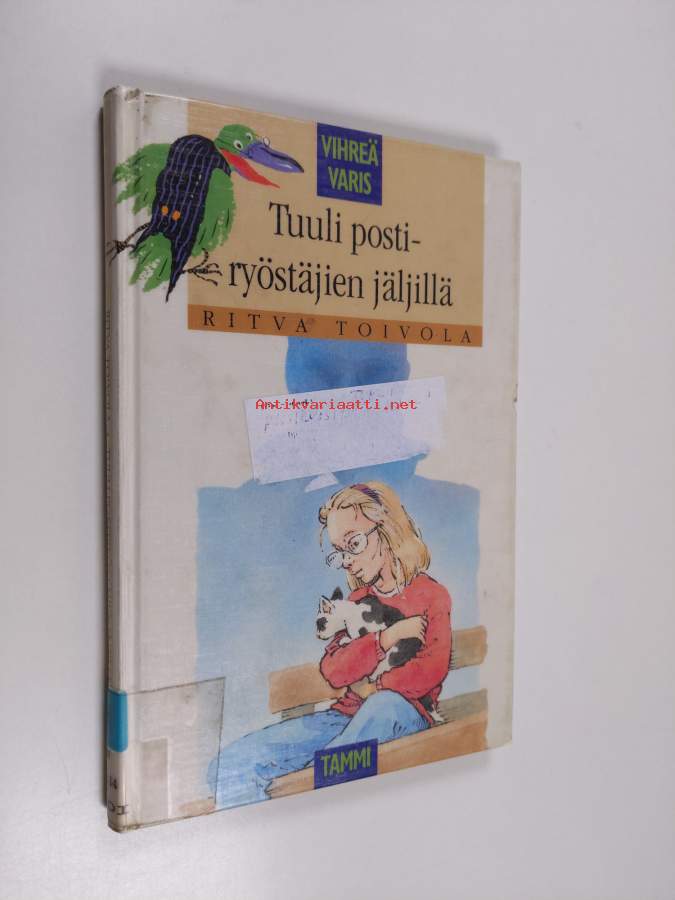 VIHREÄ
VARIS
Tuuli posti-
ryöstäjien jäljillä
RITVA TOIVOLA
Antikvariaatti.net
TAMMI